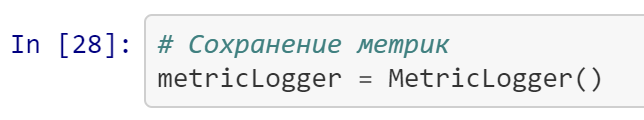 In [28]: # Сохранение метрик
metricLogger = MetricLogger()